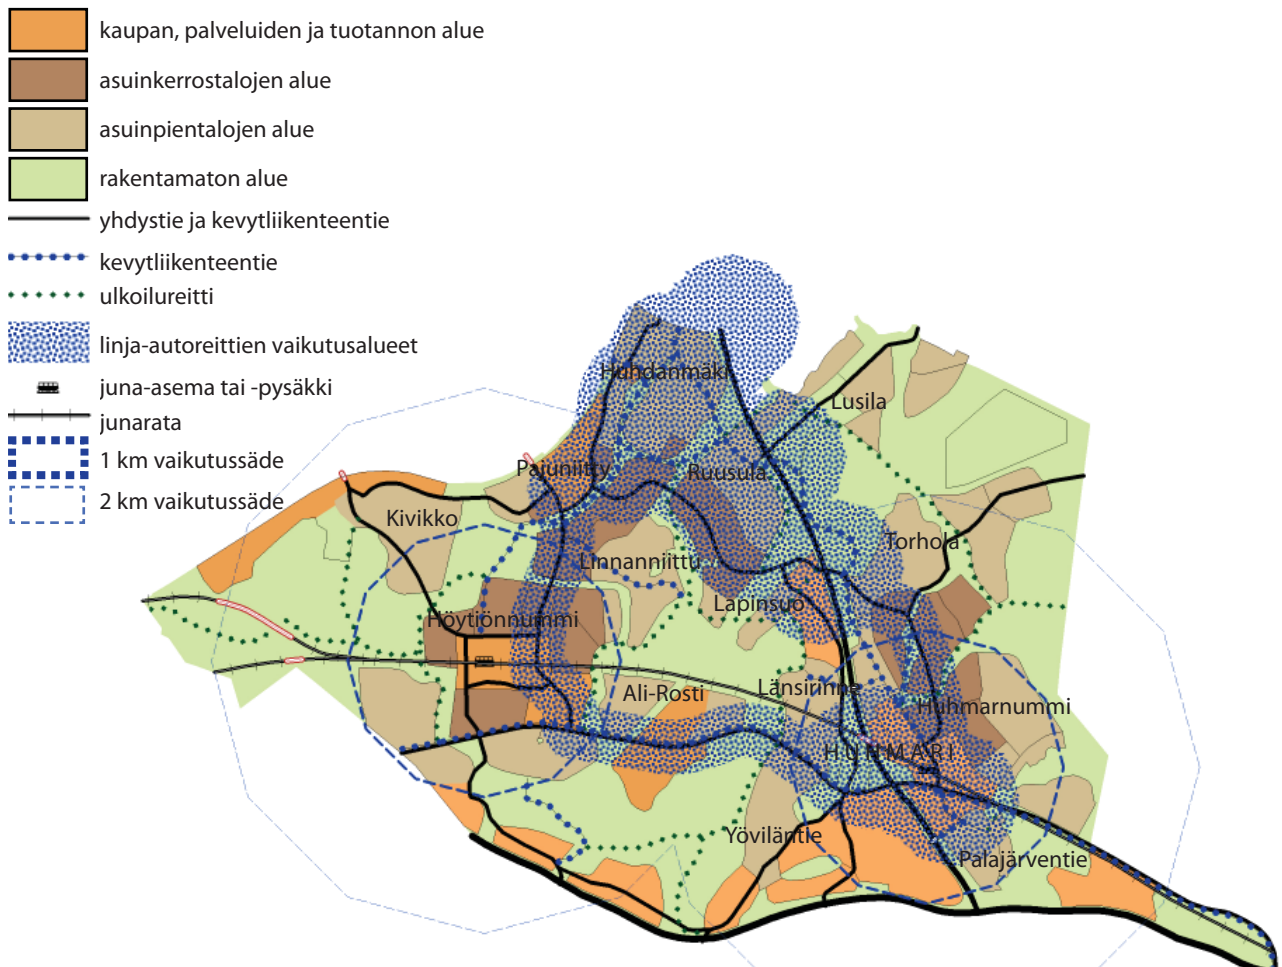 kaupan, palveluiden ja tuotannon alue
asuinkerrostalojen alue
asuinpientalojen alue
rakentamaton alue
yhdystie ja kevytliikenteentie
kevytliikenteentie
ulkoilureitti
linja-autoreittien vaikutusalueet
juna-asema tai -pysäkki
junarata
1 km vaikutussäde
2 km vaikutussäde
Huhdanmäki
Lusila
Pajuniitty
Ruusula
Kivikko
Torhola
Linnanniittu
Lapinsuo
Höytiönnummi
Ali-Rosti
Länsirinne
Huhmarnummi
HUHMARI
Yöviläntie
Palajärventie